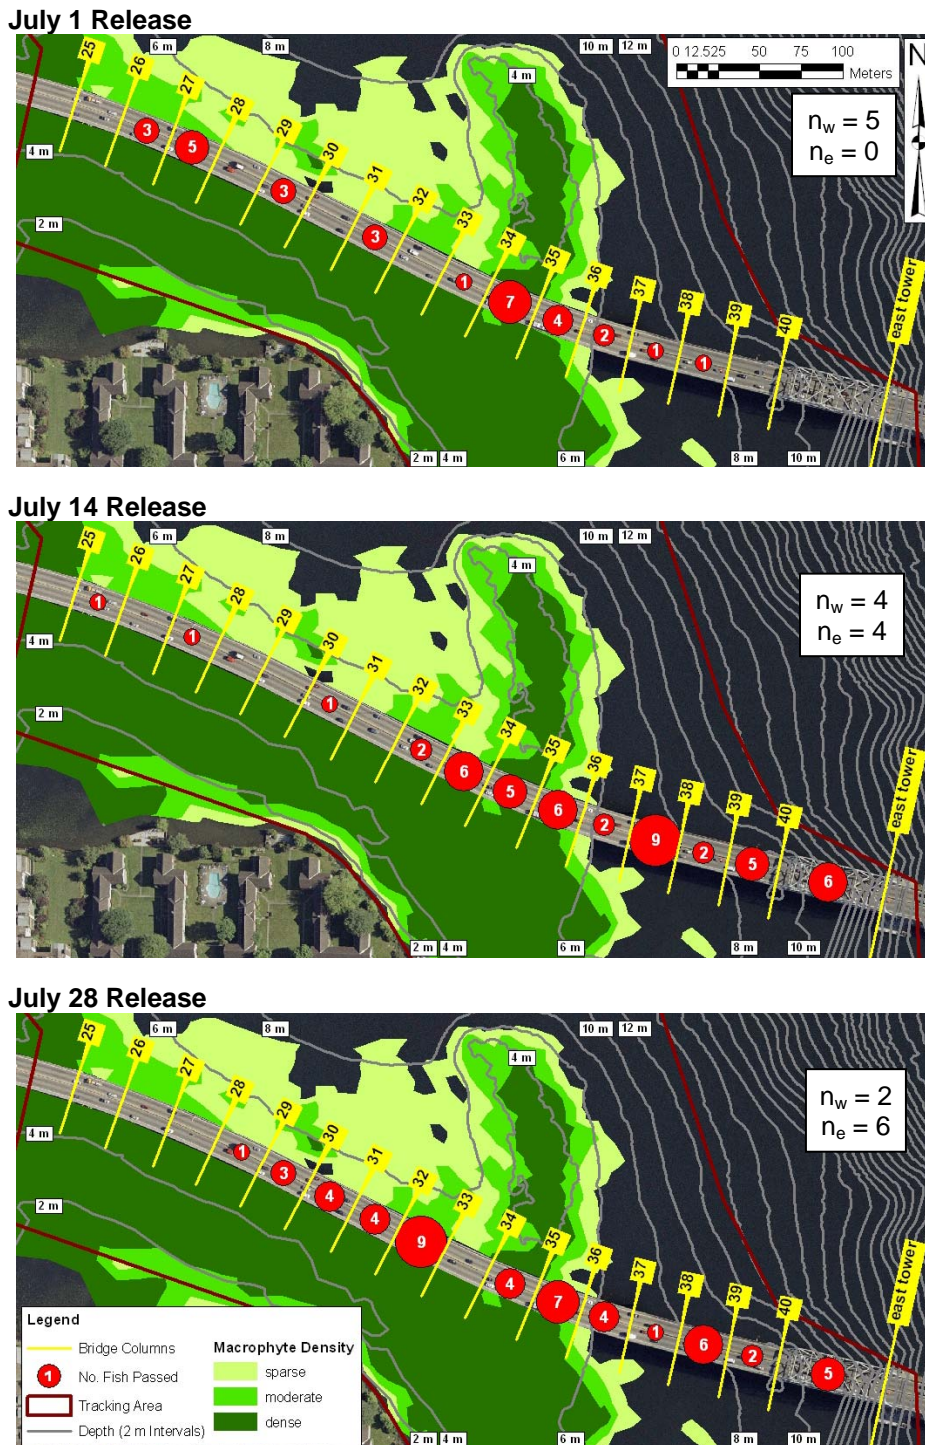 July 1 Release
25
26
6 m
8 m
10 m
12 m
0 12.525 50 75 100
Meters
N
27
28
29
30
31
32
33
34
35
36
37
38
39
40
east tower
4 m
n_w = 5
n_e = 0
4 m
2 m
3
5
3
3
1
7
4
2
1
1
2 m
4 m
6 m
8 m
10 m
July 14 Release
25
26
6 m
8 m
10 m
12 m
27
28
29
30
31
32
33
34
35
36
37
38
39
40
east tower
4 m
n_w = 4
n_e = 4
4 m
2 m
1
1
1
2
6
5
6
2
9
2
5
6
2 m
4 m
6 m
8 m
10 m
July 28 Release
25
26
6 m
8 m
10 m
12 m
27
28
29
30
31
32
33
34
35
36
37
38
39
40
east tower
4 m
n_w = 2
n_e = 6
4 m
2 m
1
3
4
4
9
4
7
4
1
6
2
5
Legend
Bridge Columns
1 No. Fish Passed
Tracking Area
Depth (2 m Intervals)
Macrophyte Density
sparse
moderate
dense
2 m
4 m
6 m
8 m
10 m